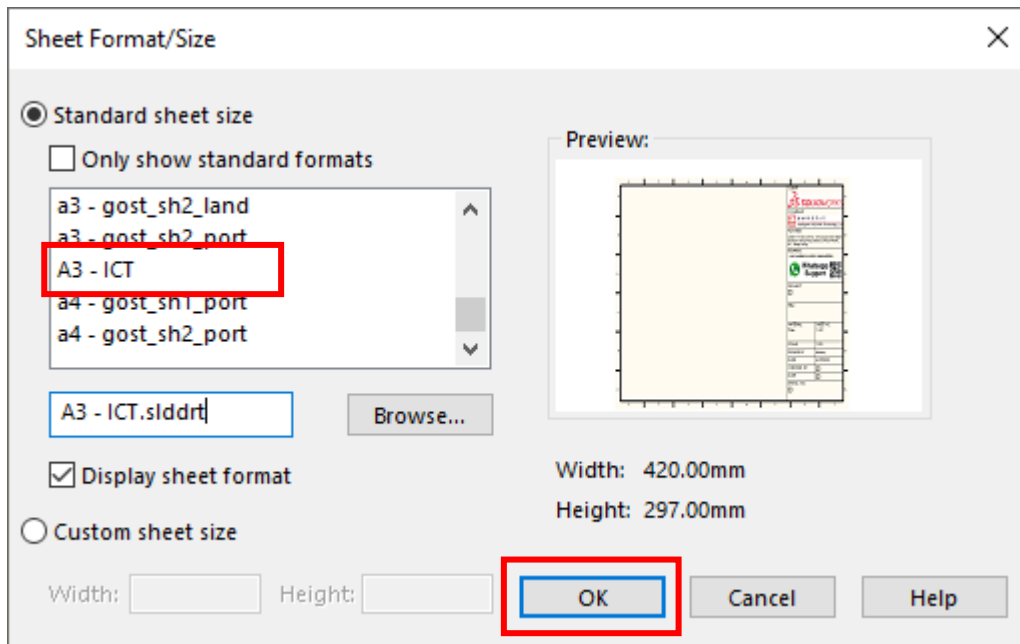 Sheet Format/Size
Standard sheet size
Only show standard formats
a3 - gost_sh2_land
a3 - gost_sh2_port
A3 - ICT
a4 - gost_sh1_port
a4 - gost_sh2_port
A3 - ICT.slddrt
Browse...
Display sheet format
Custom sheet size
Width:
Height:
Preview:
Whatsapp
Support
Width: 420.00mm
Height: 297.00mm
OK
Cancel
Help